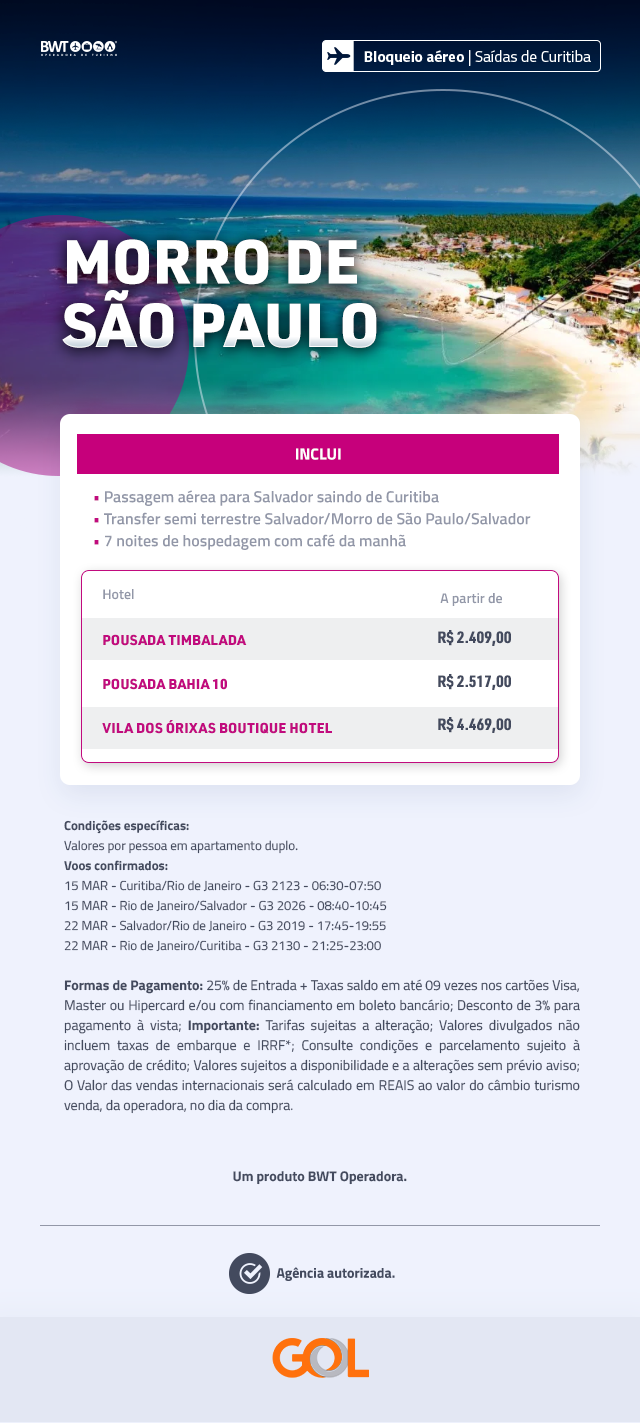 BWT
OPERADORA DE TURISMO
Bloqueio aéreo | Saídas de Curitiba
MORRO DE
SÃO PAULO
INCLUI
▪ Passagem aérea para Salvador saindo de Curitiba
▪ Transfer semi terrestre Salvador/Morro de São Paulo/Salvador
▪ 7 noites de hospedagem com café da manhã
Hotel A partir de
POUSADA TIMBALADA R$ 2.409,00
POUSADA BAHIA 10 R$ 2.517,00
VILA DOS ÓRIXAS BOUTIQUE HOTEL R$ 4.469,00
Condições específicas:
Valores por pessoa em apartamento duplo.
Voos confirmados:
15 MAR - Curitiba/Rio de Janeiro - G3 2123 - 06:30-07:50
15 MAR - Rio de Janeiro/Salvador - G3 2026 - 08:40-10:45
22 MAR - Salvador/Rio de Janeiro - G3 2019 - 17:45-19:55
22 MAR - Rio de Janeiro/Curitiba - G3 2130 - 21:25-23:00
Formas de Pagamento: 25% de Entrada + Taxas saldo em até 09 vezes nos cartões Visa,
Master ou Hipercard e/ou com financiamento em boleto bancário; Desconto de 3% para
pagamento à vista; Importante: Tarifas sujeitas a alteração; Valores divulgados não
incluem taxas de embarque e IRRF*; Consulte condições e parcelamento sujeito à
aprovação de crédito; Valores sujeitos a disponibilidade e a alterações sem prévio aviso;
O Valor das vendas internacionais será calculado em REAIS ao valor do câmbio turismo
venda, da operadora, no dia da compra.
Um produto BWT Operadora.
Agência autorizada.
GOL